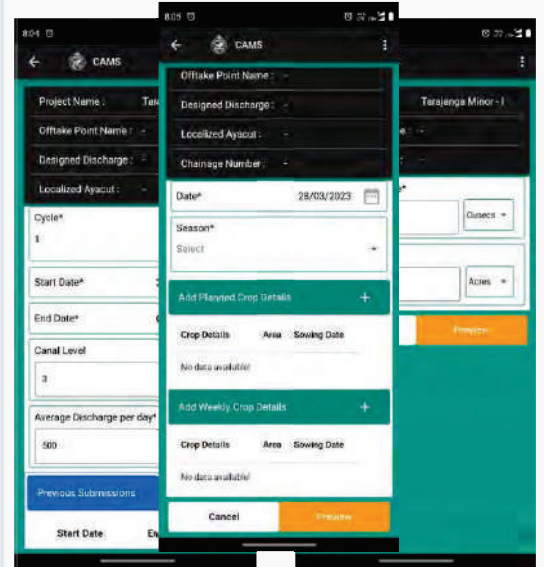 8:04
CAMS
Project Name :
Offtake Point Name : -
Designed Discharge : -
Localized Ayacut : -
Cycle*
1
Start Date*
End Date*
Canal Level
3
Average Discharge per day*
500
Previous Submissions
Start Date
8:05
CAMS
Offtake Point Name : -
Designed Discharge : -
Localized Ayacut : -
Chainage Number : -
Date* 28/03/2023
Season*
Select
Add Planned Crop Details +
Crop Details Area Sowing Date
No data available!
Add Weekly Crop Details +
Crop Details Area Sowing Date
No data available!
Cancel Preview
Tarajanga Minor - I
Cusecs
Acres
Preview